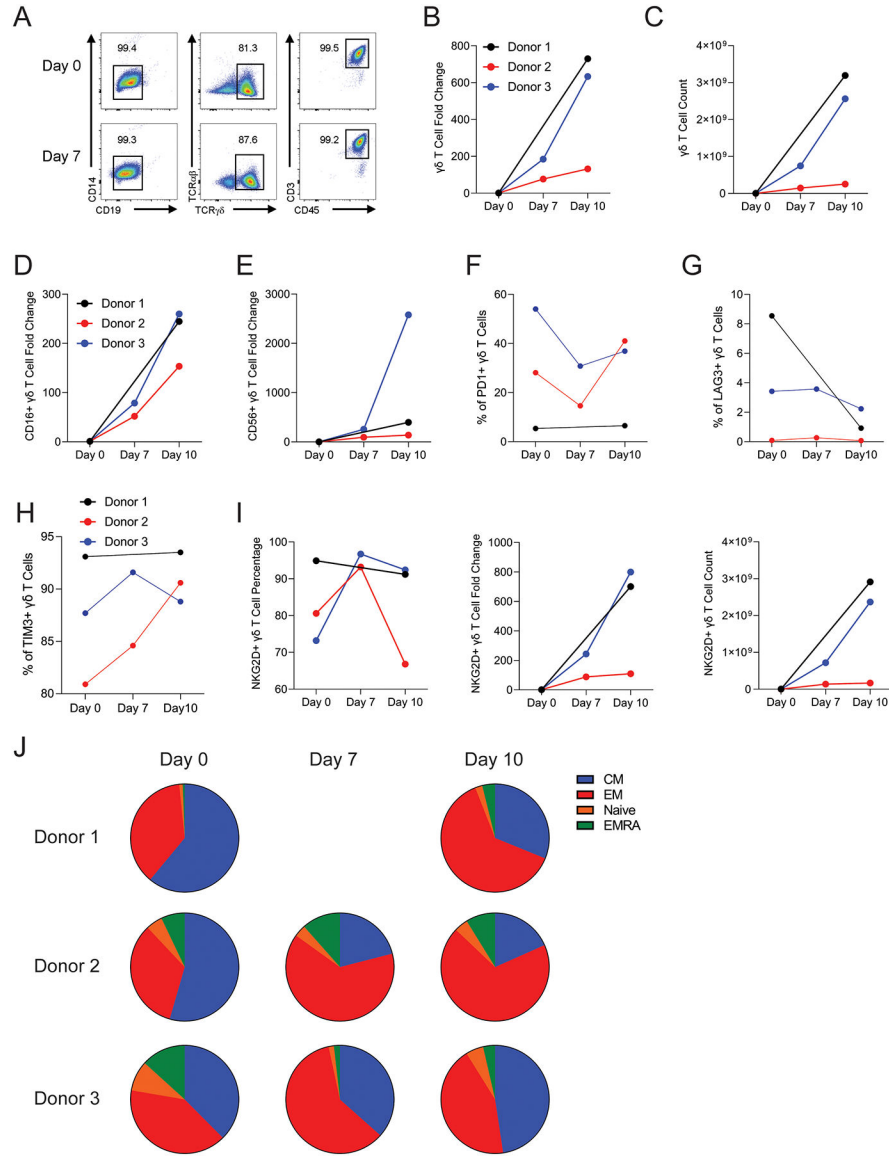 A
Day 0
99.4
81.3
99.5
Day 7
99.3
87.6
99.2
CD14
CD19
TCRαβ
TCRγδ
CD3
CD45
B
γδ T Cell Fold Change
800
600
400
200
0
Donor 1
Donor 2
Donor 3
Day 0 Day 7 Day 10
C
γδ T Cell Count
4×10⁹
3×10⁹
2×10⁹
1×10⁹
0
Day 0 Day 7 Day 10
D
CD16+ γδ T Cell Fold Change
300
200
100
0
Donor 1
Donor 2
Donor 3
Day 0 Day 7 Day 10
E
CD56+ γδ T Cell Fold Change
3000
2000
1000
0
Day 0 Day 7 Day 10
F
% of PD1+ γδ T Cells
60
40
20
0
Day 0 Day 7 Day 10
G
% of LAG3+ γδ T Cells
10
8
6
4
2
0
Day 0 Day 7 Day10
H
Donor 1
Donor 2
Donor 3
% of TIM3+ γδ T Cells
95
90
85
80
Day 0 Day 7 Day10
I
NKG2D+ γδ T Cell Percentage
100
90
80
70
60
Day 0 Day 7 Day 10
NKG2D+ γδ T Cell Fold Change
1000
800
600
400
200
0
Day 0 Day 7 Day 10
NKG2D+ γδ T Cell Count
4×10⁹
3×10⁹
2×10⁹
1×10⁹
0
Day 0 Day 7 Day 10
J
Day 0 Day 7 Day 10
CM
EM
Naive
EMRA
Donor 1
Donor 2
Donor 3